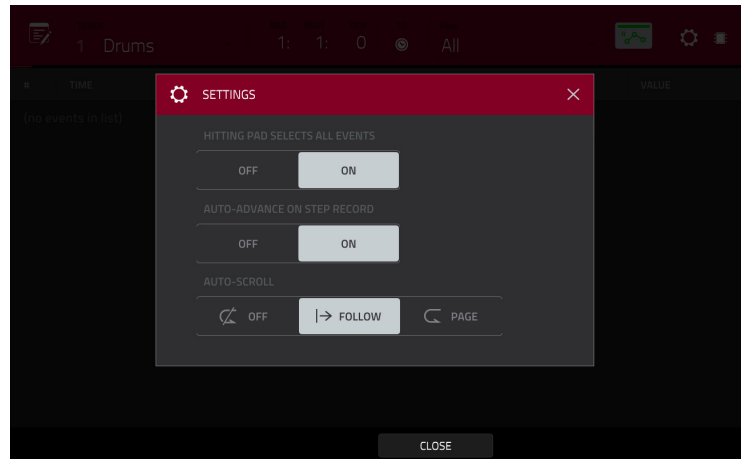 1 Drums 1: 1: 0 All
# TIME VALUE
(no events in list)
SETTINGS
HITTING PAD SELECTS ALL EVENTS
OFF ON
AUTO-ADVANCE ON STEP RECORD
OFF ON
AUTO-SCROLL
OFF FOLLOW PAGE
CLOSE